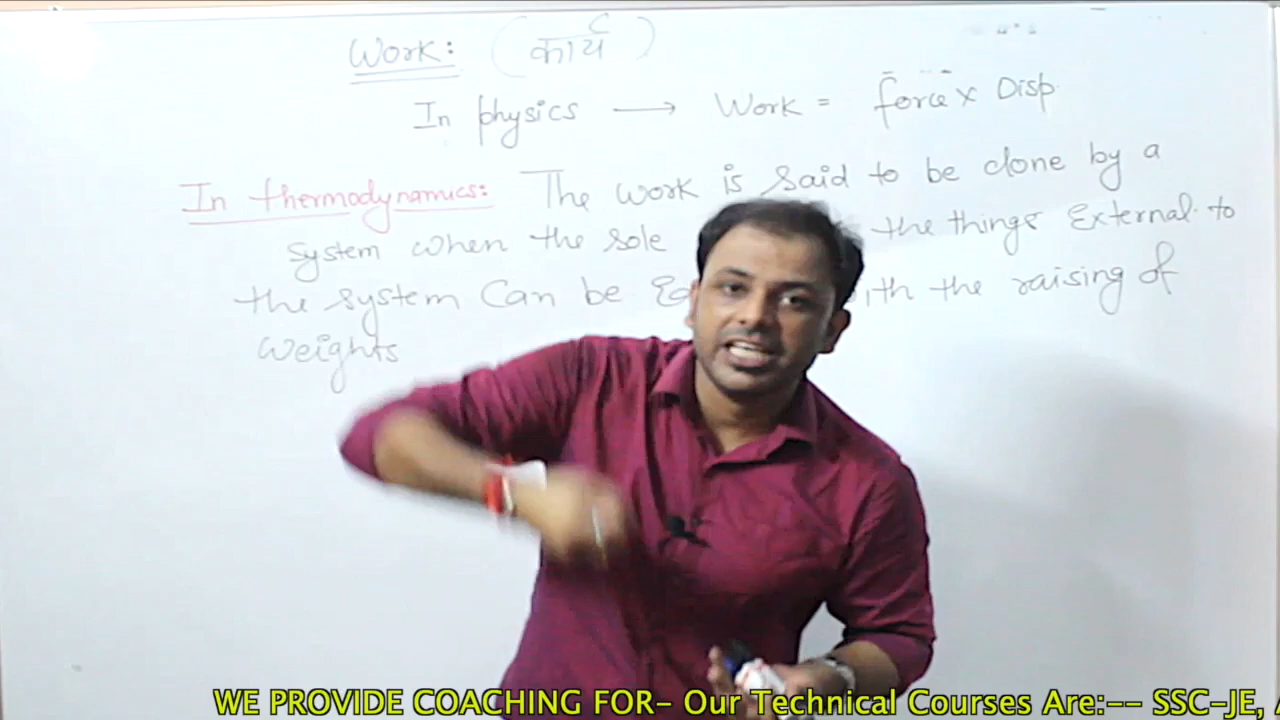 Work: (कार्य)
In physics → Work = force x Disp
In thermodynamics: The work is said to be done by a
system when the sole the things External to
the system can be with the raising of
weights
WE PROVIDE COACHING FOR- Our Technical Courses Are:-- SSC-JE,